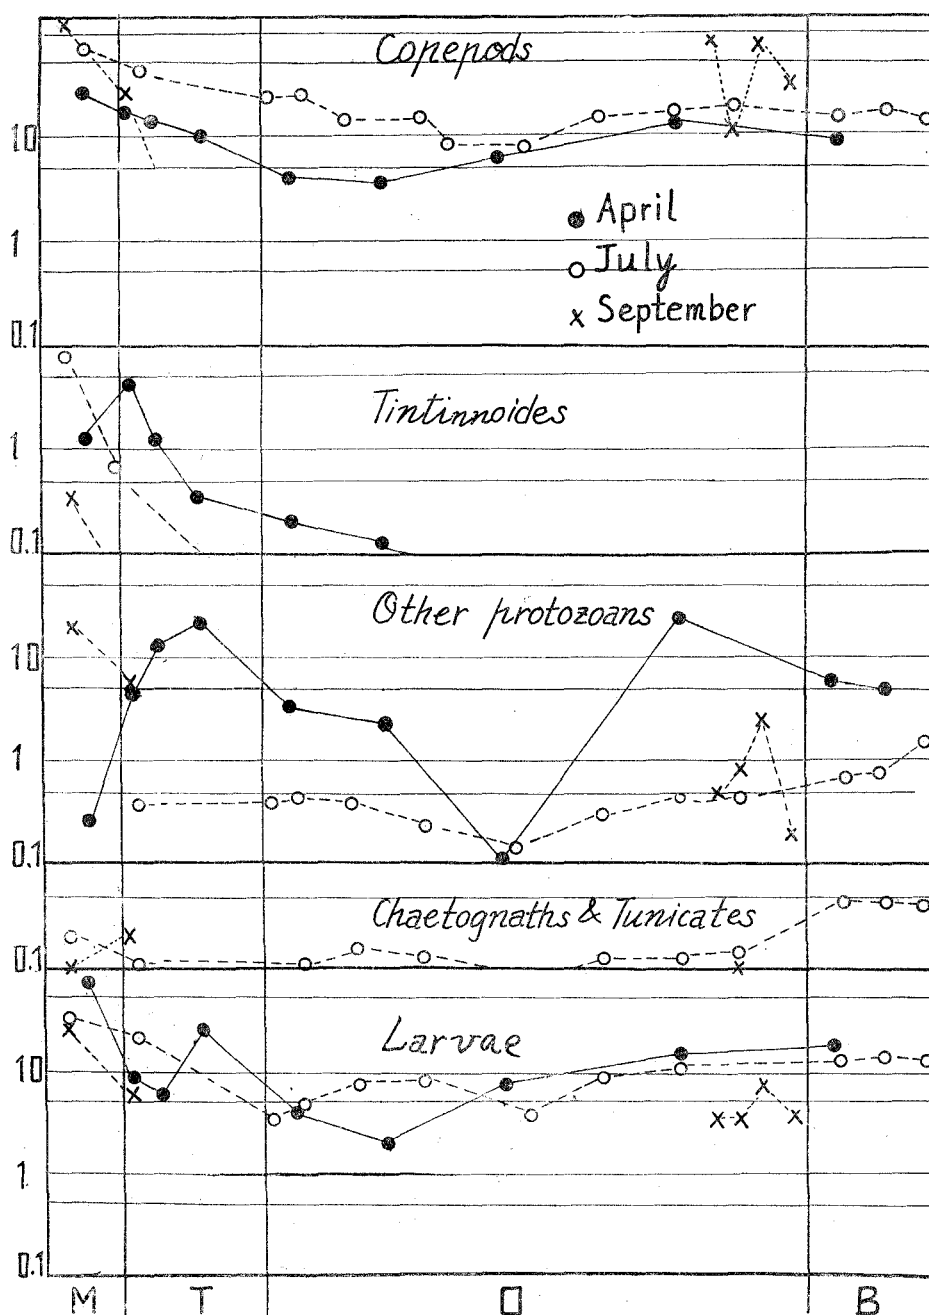 Copepods
10
● April
1
○ July
x September
0.1
Tintinnoides
1
0.1
Other protozoans
10
1
0.1
Chaetognaths & Tunicates
0.1
Larvae
10
1
0.1
M T O B